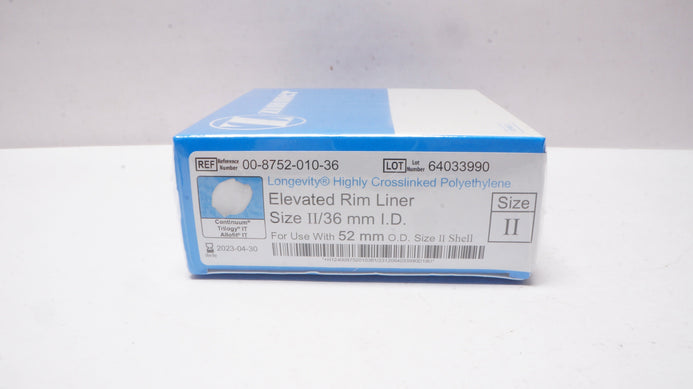 ZIMMER
REF Reference Number 00-8752-010-36 LOT Lot Number 64033990
Longevity® Highly Crosslinked Polyethylene
Elevated Rim Liner
Size II/36 mm I.D.
For Use With 52 mm O.D. Size II Shell
Size
II
Continuum®
Trilogy® IT
Allofit® IT
2023-04-30